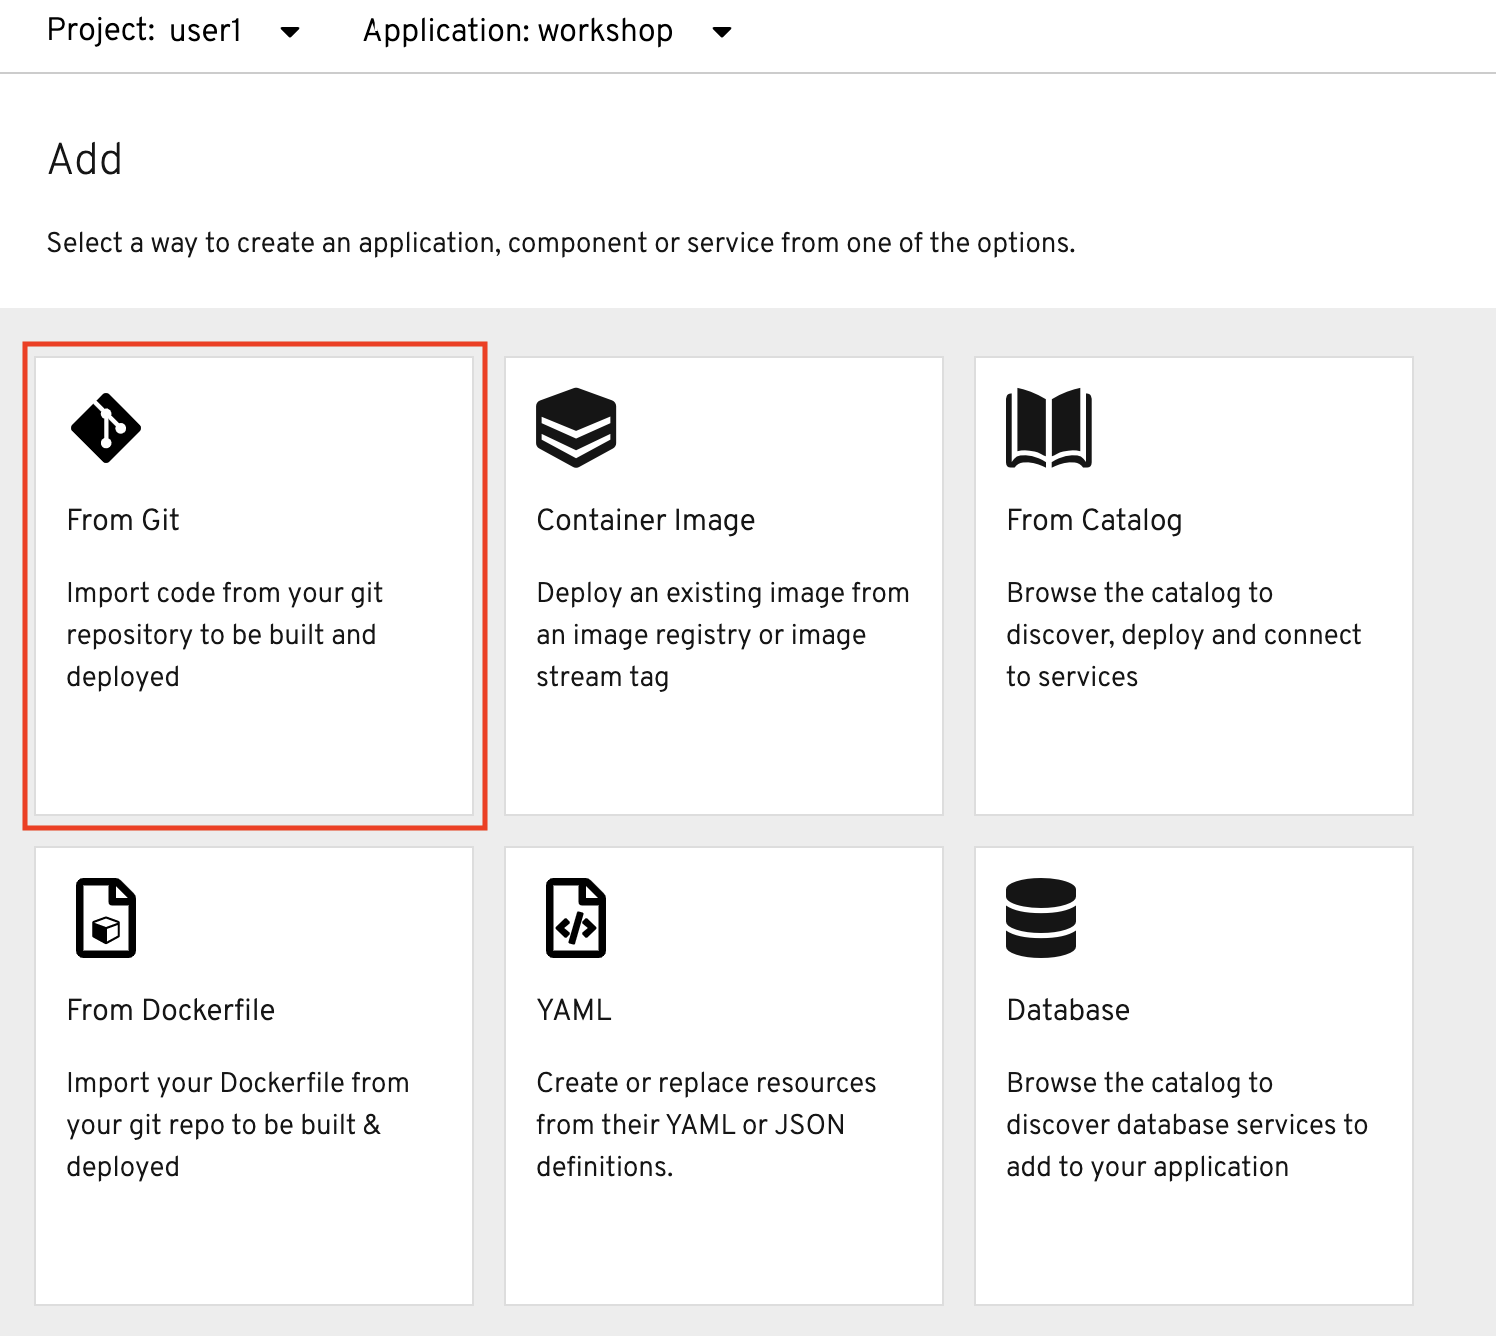 Project: user1 Application: workshop
Add
Select a way to create an application, component or service from one of the options.
From Git
Import code from your git
repository to be built and
deployed
Container Image
Deploy an existing image from
an image registry or image
stream tag
From Catalog
Browse the catalog to
discover, deploy and connect
to services
From Dockerfile
Import your Dockerfile from
your git repo to be built &
deployed
YAML
Create or replace resources
from their YAML or JSON
definitions.
Database
Browse the catalog to
discover database services to
add to your application